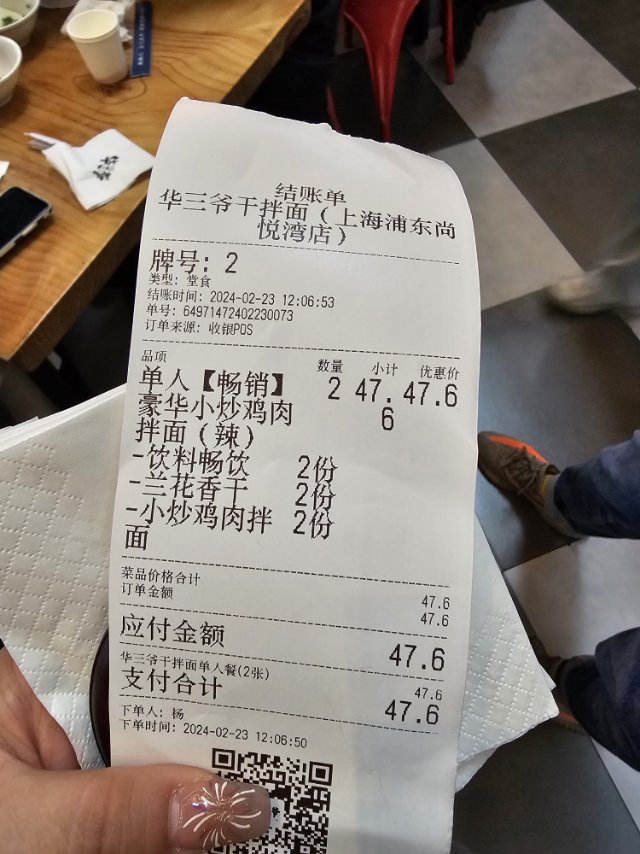 结账单
华三爷干拌面(上海浦东尚
悦湾店)
牌号: 2
类型: 堂食
结账时间: 2024-02-23 12:06:53
单号: 64971472402230073
订单来源: 收银POS
品项 数量 小计 优惠价
单人【畅销】 2 47. 47.6
豪华小炒鸡肉 6
拌面(辣)
-饮料畅饮 2份
-兰花香干 2份
-小炒鸡肉拌 2份
面
菜品价格合计 47.6
订单金额 47.6
应付金额 47.6
华三爷干拌面单人餐(2张) 47.6
支付合计 47.6
下单人: 杨
下单时间: 2024-02-23 12:06:50